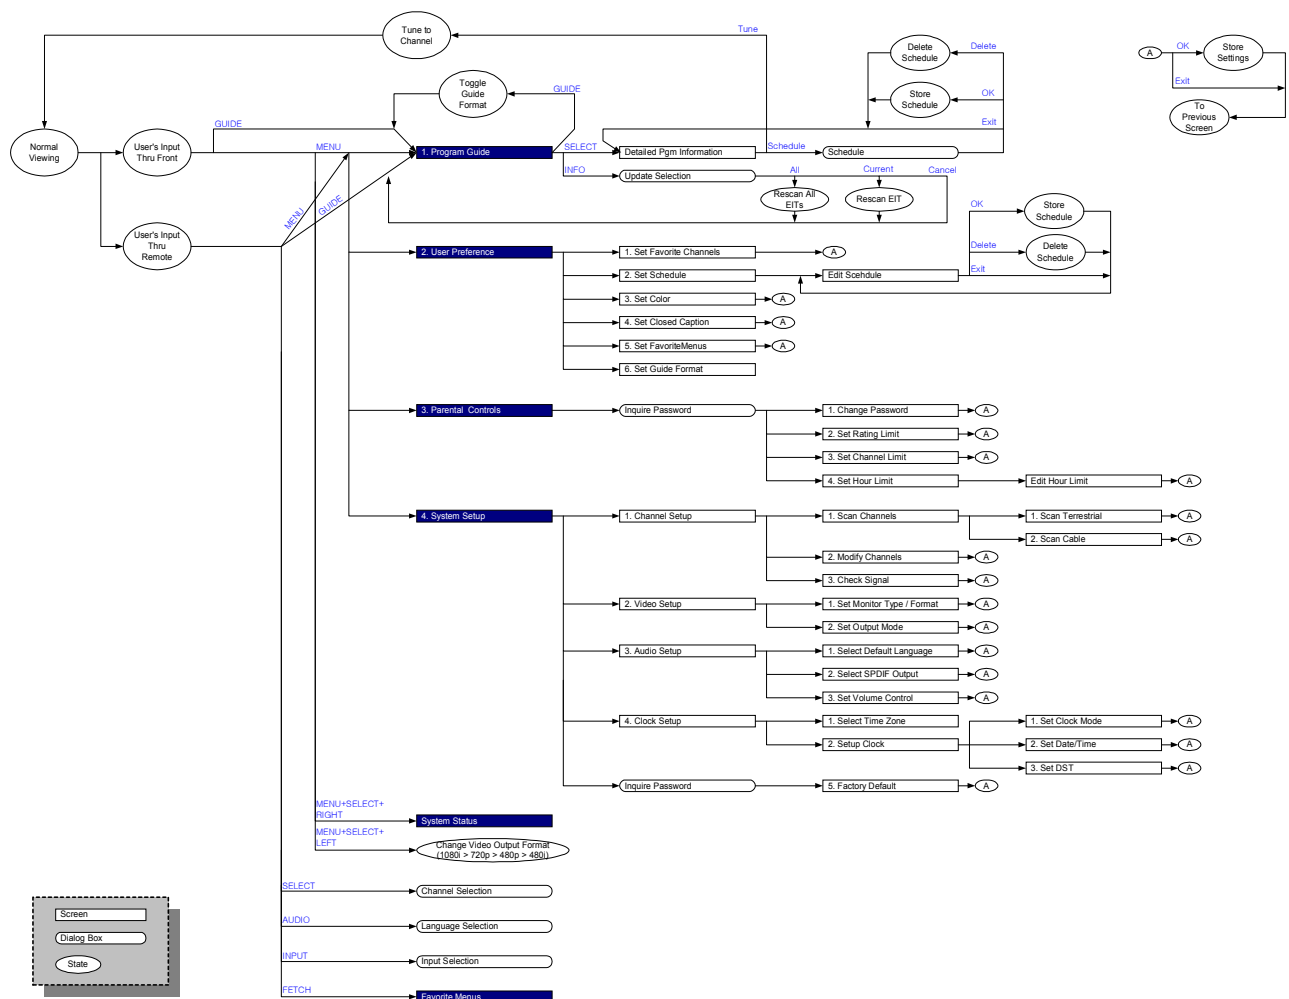 Tune to
Channel
Tune
Delete
Schedule
Delete
A
OK
Store
Settings
Exit
Toggle
Guide
Format
GUIDE
Store
Schedule
OK
To
Previous
Screen
Normal
Viewing
User's Input
Thru Front
GUIDE
MENU
1. Program Guide
SELECT
Detailed Pgm Information
Schedule
Schedule
Exit
INFO
Update Selection
All
Current
Cancel
Rescan All
EITs
Rescan EIT
MENU
GUIDE
User's Input
Thru
Remote
OK
Store
Schedule
Delete
Delete
Schedule
Exit
2. User Preference
1. Set Favorite Channels
A
2. Set Schedule
Edit Scehdule
3. Set Color
A
4. Set Closed Caption
A
5. Set FavoriteMenus
A
6. Set Guide Format
3. Parental Controls
Inquire Password
1. Change Password
A
2. Set Rating Limit
A
3. Set Channel Limit
A
4. Set Hour Limit
Edit Hour Limit
A
4. System Setup
1. Channel Setup
1. Scan Channels
1. Scan Terrestrial
A
2. Scan Cable
A
2. Modify Channels
A
3. Check Signal
A
2. Video Setup
1. Set Monitor Type / Format
A
2. Set Output Mode
A
3. Audio Setup
1. Select Default Language
A
2. Select SPDIF Output
A
3. Set Volume Control
A
4. Clock Setup
1. Select Time Zone
1. Set Clock Mode
A
2. Setup Clock
2. Set Date/Time
A
3. Set DST
A
Inquire Password
5. Factory Default
A
MENU+SELECT+
RIGHT
System Status
MENU+SELECT+
LEFT
Change Video Output Format
(1080i > 720p > 480p > 480i)
SELECT
Channel Selection
AUDIO
Language Selection
INPUT
Input Selection
FETCH
Favorite Menus
Screen
Dialog Box
State